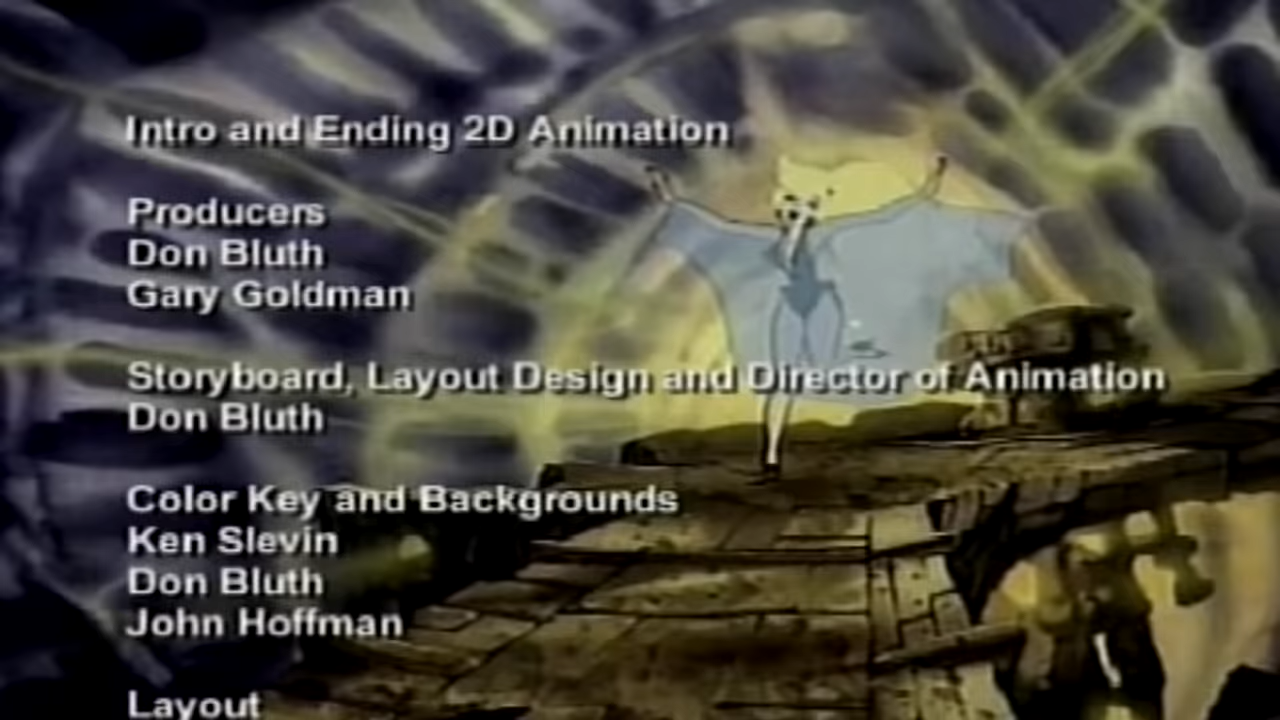 Intro and Ending 2D Animation
Producers
Don Bluth
Gary Goldman
Storyboard, Layout Design and Director of Animation
Don Bluth
Color Key and Backgrounds
Ken Slevin
Don Bluth
John Hoffman
Layout